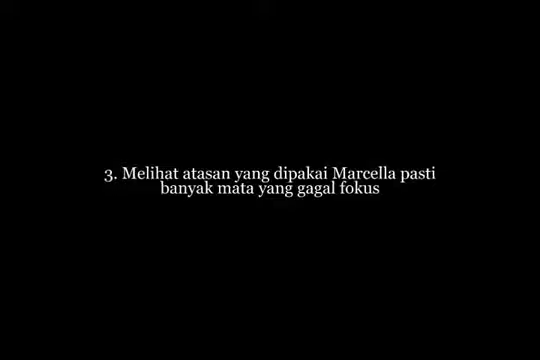 3. Melihat atasan yang dipakai Marcella pasti
banyak mata yang gagal fokus